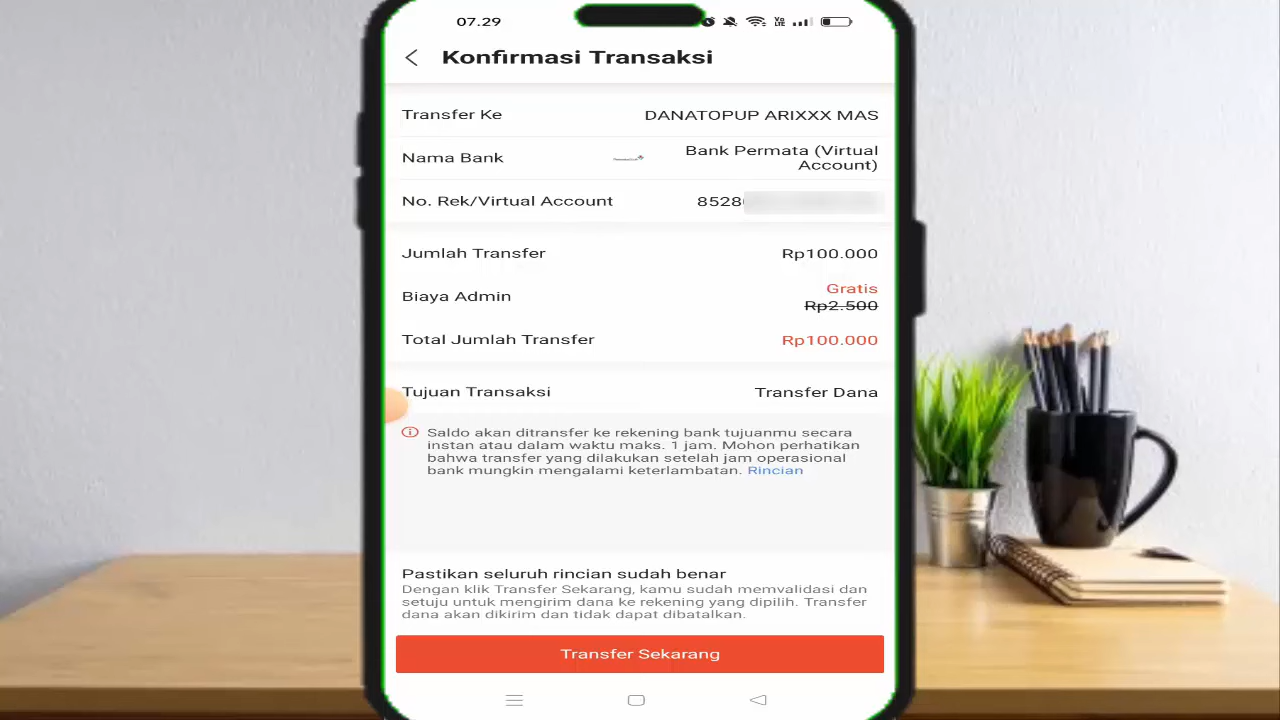 07.29
Konfirmasi Transaksi
Transfer Ke DANATOPUP ARIXXX MAS
Nama Bank Bank Permata (Virtual
Account)
No. Rek/Virtual Account 8528
Jumlah Transfer Rp100.000
Biaya Admin Gratis
Rp2.500
Total Jumlah Transfer Rp100.000
Tujuan Transaksi Transfer Dana
Saldo akan ditransfer ke rekening bank tujuanmu secara
instan atau dalam waktu maks. 1 jam. Mohon perhatikan
bahwa transfer yang dilakukan setelah jam operasional
bank mungkin mengalami keterlambatan. Rincian
Pastikan seluruh rincian sudah benar
Dengan klik Transfer Sekarang, kamu sudah memvalidasi dan
setuju untuk mengirim dana ke rekening yang dipilih. Transfer
dana akan dikirim dan tidak dapat dibatalkan.
Transfer Sekarang